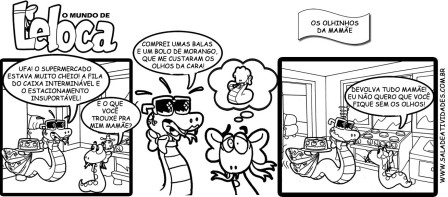 O MUNDO DE
Leloca
OS OLHINHOS
DA MAMÃE
UFA! O SUPERMERCADO
ESTAVA MUITO CHEIO! A FILA
DO CAIXA INTERMINÁVEL E
O ESTACIONAMENTO
INSUPORTÁVEL!
E O QUE
VOCÊ
TROUXE PRA
MIM MAMÃE?
COMPREI UMAS BALAS
E UM BOLO DE MORANGO,
QUE ME CUSTARAM OS
OLHOS DA CARA!
DEVOLVA TUDO MAMÃE!
EU NÃO QUERO QUE VOCÊ
FIQUE SEM OS OLHOS!
WWW.SALADEATIVIDADES.COM.BR